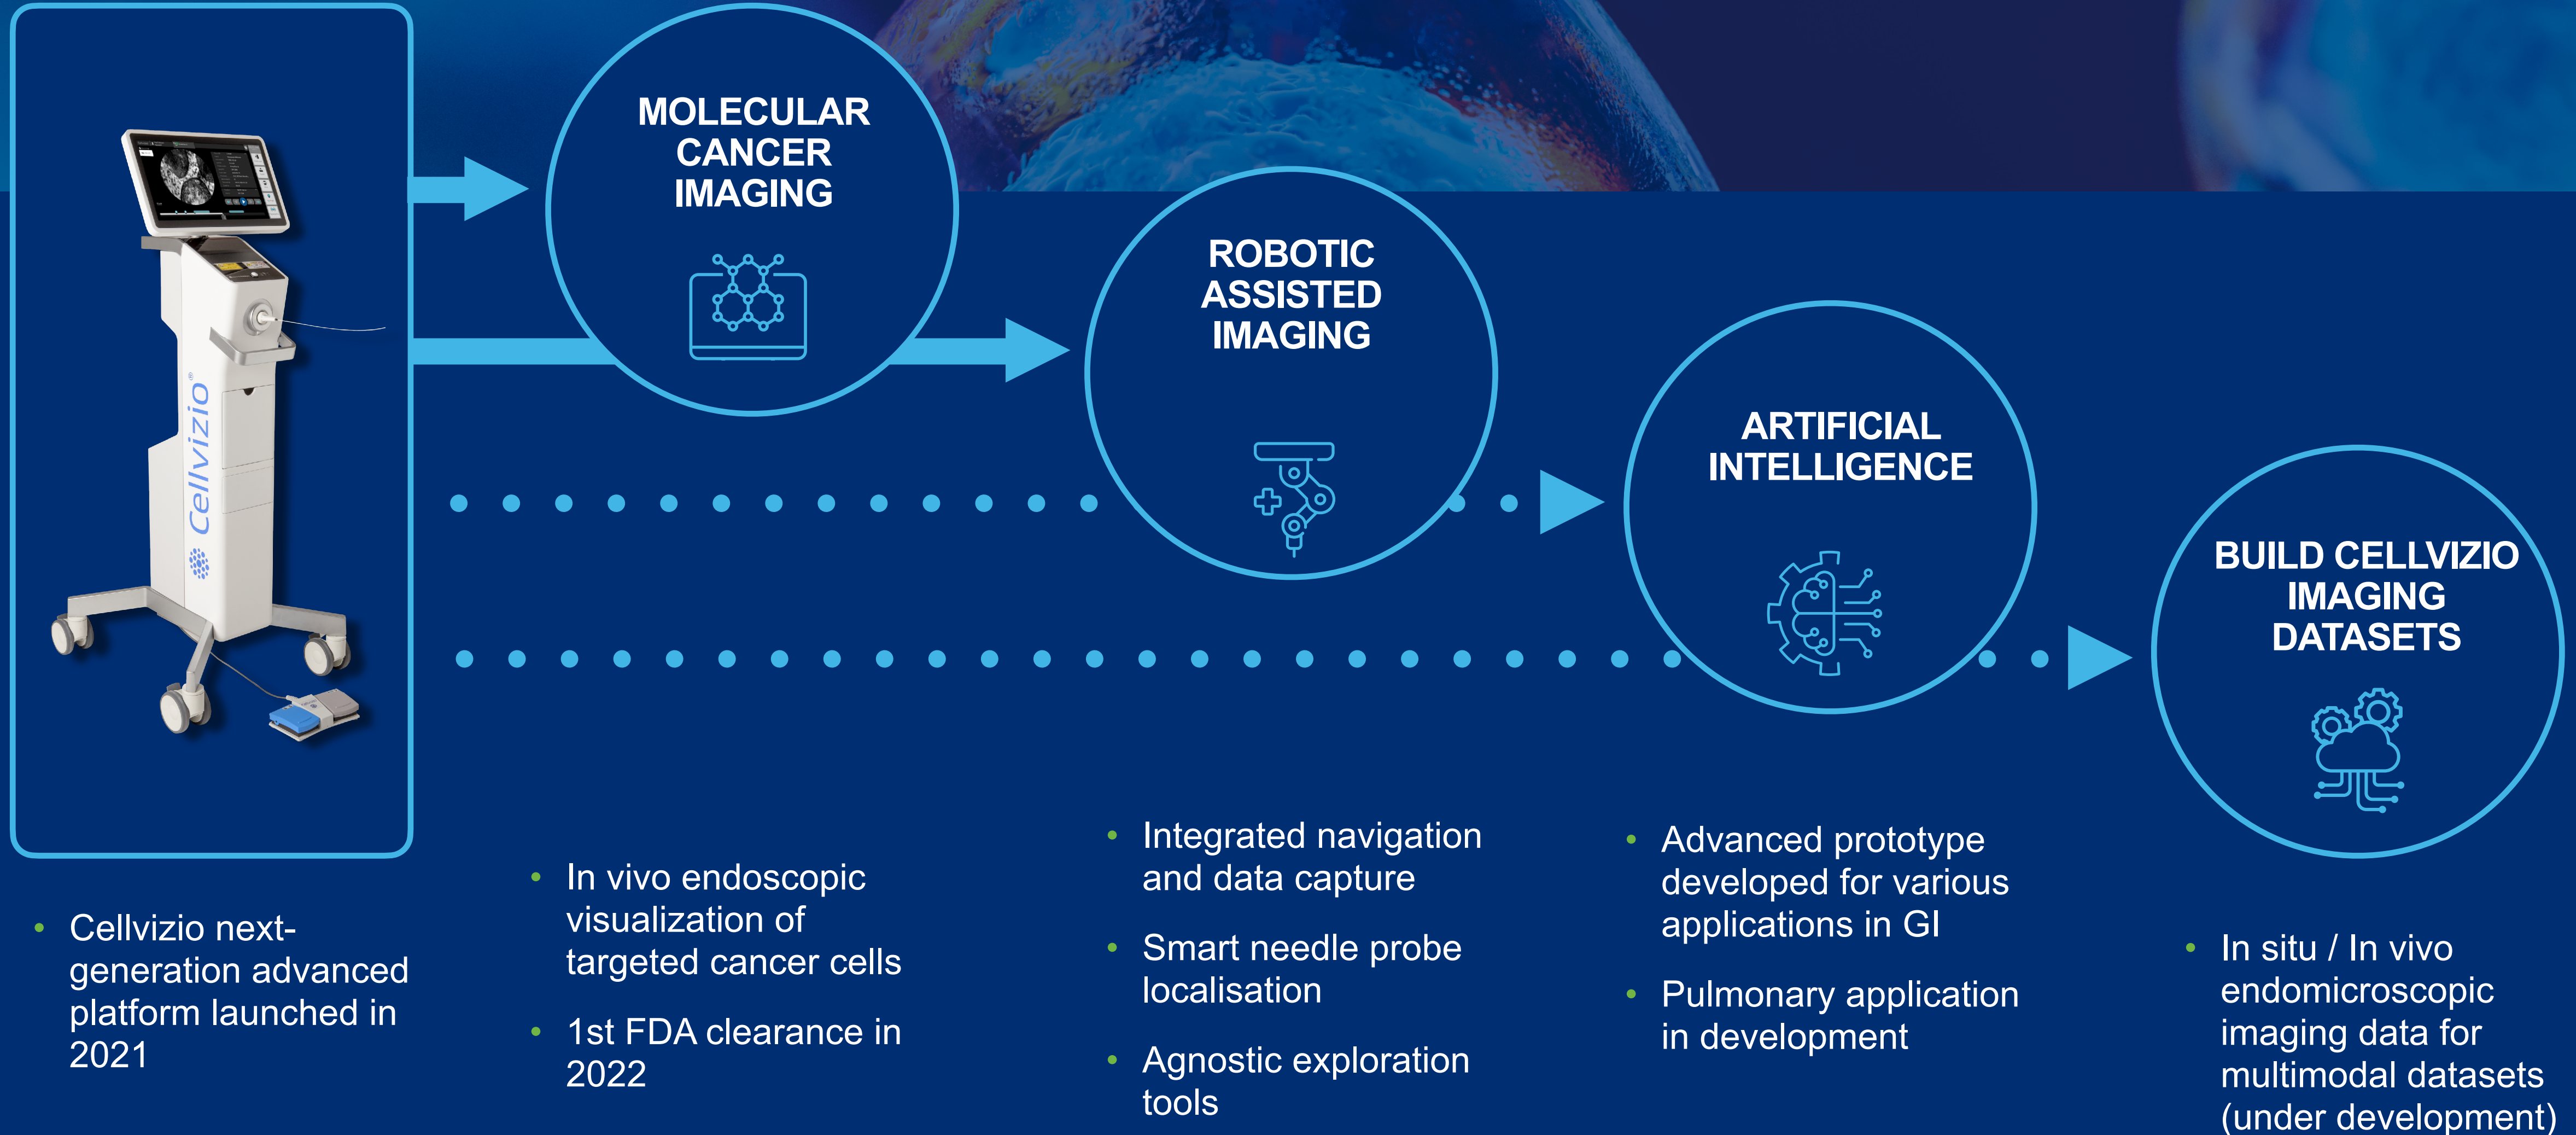 Cellvizio®
MOLECULAR
CANCER
IMAGING
ROBOTIC
ASSISTED
IMAGING
ARTIFICIAL
INTELLIGENCE
BUILD CELLVIZIO
IMAGING
DATASETS
• Cellvizio next-
generation advanced
platform launched in
2021
• In vivo endoscopic
visualization of
targeted cancer cells
• 1st FDA clearance in
2022
• Integrated navigation
and data capture
• Smart needle probe
localisation
• Agnostic exploration
tools
• Advanced prototype
developed for various
applications in GI
• Pulmonary application
in development
• In situ / In vivo
endomicroscopic
imaging data for
multimodal datasets
(under development)